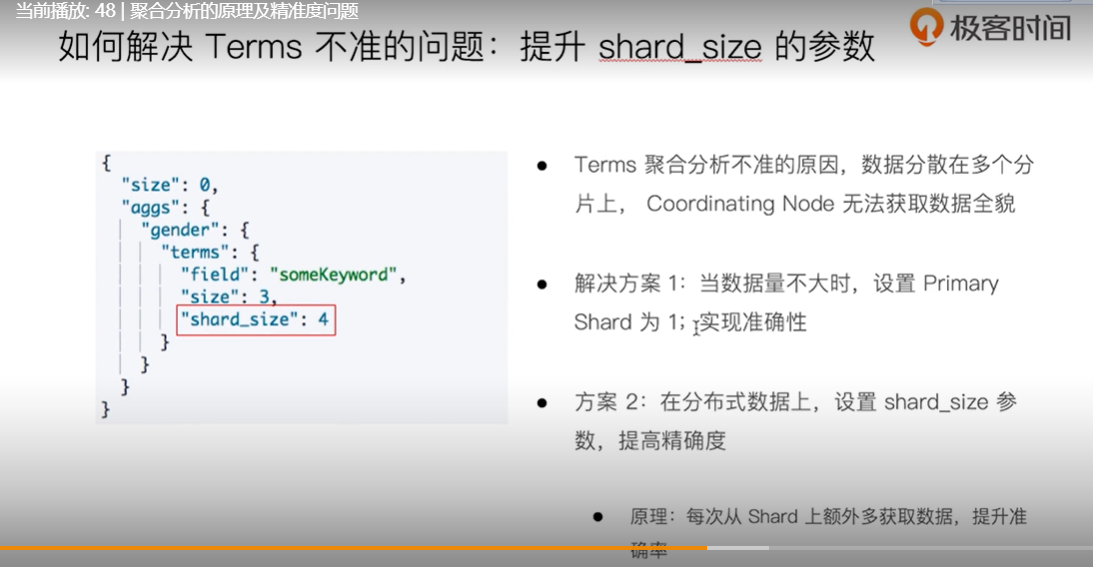 当前播放: 48 | 聚合分析的原理及精准度问题
极客时间
如何解决 Terms 不准的问题：提升 shard_size 的参数
{
"size": 0,
"aggs": {
"gender": {
"terms": {
"field": "someKeyword",
"size": 3,
"shard_size": 4
}
}
}
}
● Terms 聚合分析不准的原因，数据分散在多个分
片上， Coordinating Node 无法获取数据全貌
● 解决方案 1：当数据量不大时，设置 Primary
Shard 为 1；实现准确性
● 方案 2：在分布式数据上，设置 shard_size 参
数，提高精确度
● 原理：每次从 Shard 上额外多获取数据，提升准
确率